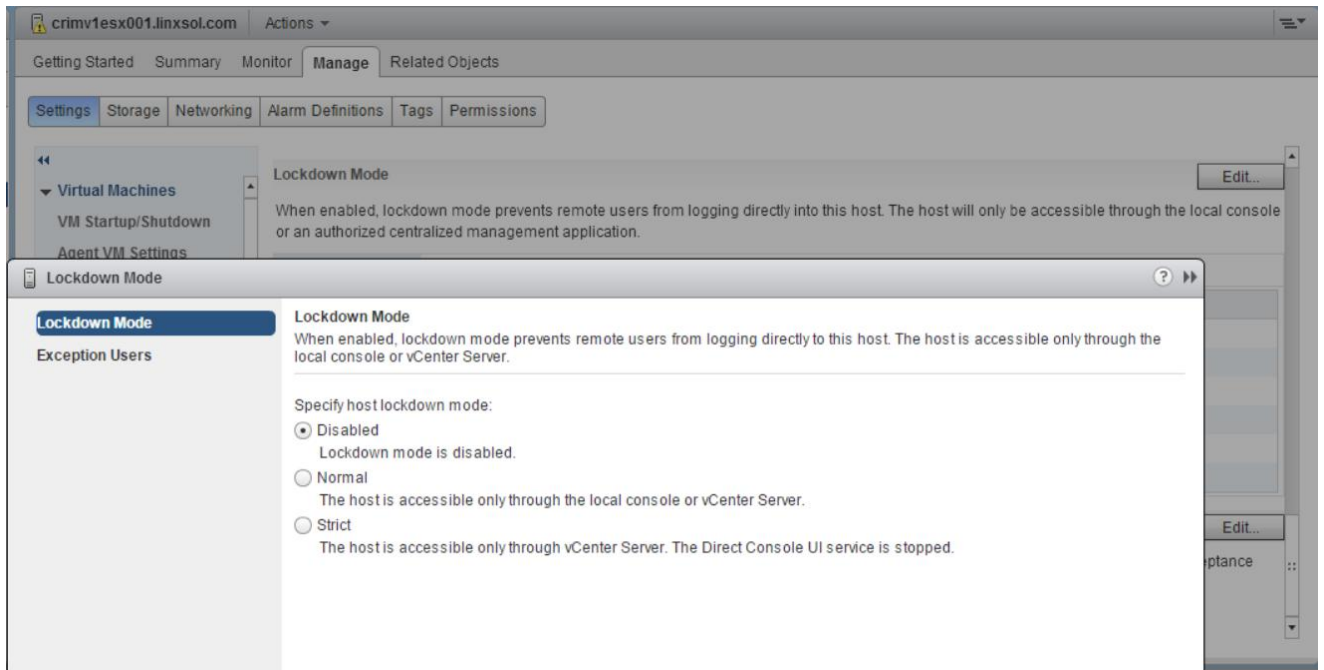 crimv1esx001.linxsol.com Actions
Getting Started Summary Monitor Manage Related Objects
Settings Storage Networking Alarm Definitions Tags Permissions
Virtual Machines
VM Startup/Shutdown
Agent VM Settings
Lockdown Mode
Edit...
When enabled, lockdown mode prevents remote users from logging directly into this host. The host will only be accessible through the local console
or an authorized centralized management application.
Lockdown Mode
?
Lockdown Mode
Exception Users
Lockdown Mode
When enabled, lockdown mode prevents remote users from logging directly to this host. The host is accessible only through the
local console or vCenter Server.
Specify host lockdown mode:
Disabled
Lockdown mode is disabled.
Normal
The host is accessible only through the local console or vCenter Server.
Strict
The host is accessible only through vCenter Server. The Direct Console UI service is stopped.
Edit...
eptance